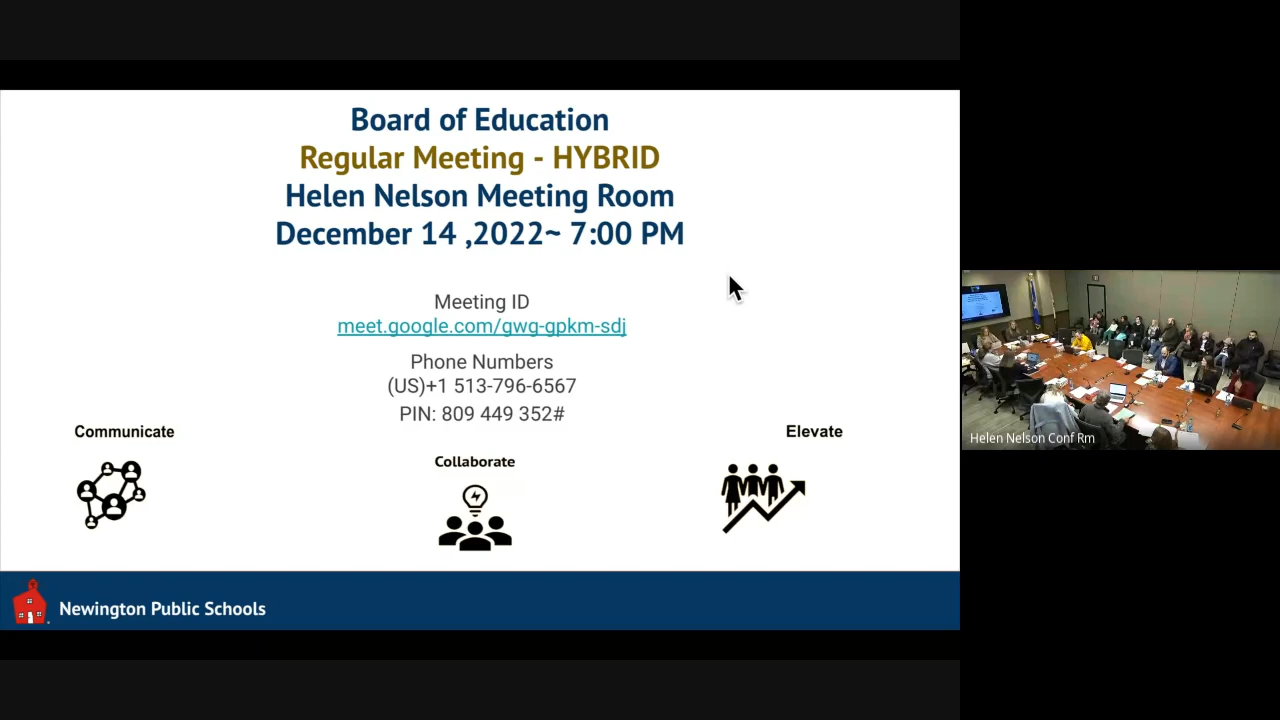 Board of Education
Regular Meeting - HYBRID
Helen Nelson Meeting Room
December 14 ,2022~ 7:00 PM
Meeting ID
meet.google.com/gwg-gpkm-sdj
Phone Numbers
(US)+1 513-796-6567
PIN: 809 449 352#
Communicate
Collaborate
Elevate
Newington Public Schools
Helen Nelson Conf Rm